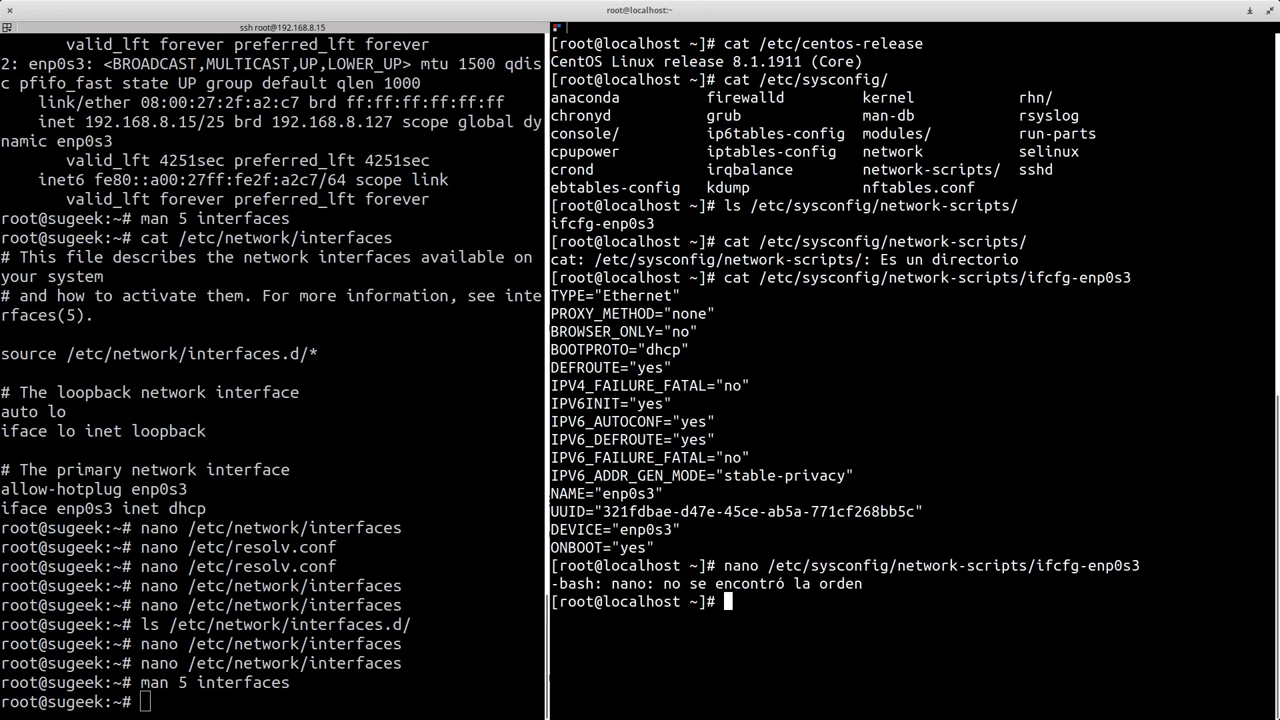 root@localhost:~
ssh root@192.168.8.15
valid_lft forever preferred_lft forever
2: enp0s3: <BROADCAST,MULTICAST,UP,LOWER_UP> mtu 1500 qdis
c pfifo_fast state UP group default qlen 1000
link/ether 08:00:27:2f:a2:c7 brd ff:ff:ff:ff:ff:ff
inet 192.168.8.15/25 brd 192.168.8.127 scope global dy
namic enp0s3
valid_lft 4251sec preferred_lft 4251sec
inet6 fe80::a00:27ff:fe2f:a2c7/64 scope link
valid_lft forever preferred_lft forever
root@sugeek:~# man 5 interfaces
root@sugeek:~# cat /etc/network/interfaces
# This file describes the network interfaces available on
your system
# and how to activate them. For more information, see inte
rfaces(5).
source /etc/network/interfaces.d/*
# The loopback network interface
auto lo
iface lo inet loopback
# The primary network interface
allow-hotplug enp0s3
iface enp0s3 inet dhcp
root@sugeek:~# nano /etc/network/interfaces
root@sugeek:~# nano /etc/resolv.conf
root@sugeek:~# nano /etc/resolv.conf
root@sugeek:~# nano /etc/network/interfaces
root@sugeek:~# nano /etc/network/interfaces
root@sugeek:~# ls /etc/network/interfaces.d/
root@sugeek:~# nano /etc/network/interfaces
root@sugeek:~# nano /etc/network/interfaces
root@sugeek:~# man 5 interfaces
root@sugeek:~#
[root@localhost ~]# cat /etc/centos-release
CentOS Linux release 8.1.1911 (Core)
[root@localhost ~]# cat /etc/sysconfig/
anaconda firewalld kernel rhn/
chronyd grub man-db rsyslog
console/ ip6tables-config modules/ run-parts
cpupower iptables-config network selinux
crond irqbalance network-scripts/ sshd
ebtables-config kdump nftables.conf
[root@localhost ~]# ls /etc/sysconfig/network-scripts/
ifcfg-enp0s3
[root@localhost ~]# cat /etc/sysconfig/network-scripts/
cat: /etc/sysconfig/network-scripts/: Es un directorio
[root@localhost ~]# cat /etc/sysconfig/network-scripts/ifcfg-enp0s3
TYPE="Ethernet"
PROXY_METHOD="none"
BROWSER_ONLY="no"
BOOTPROTO="dhcp"
DEFROUTE="yes"
IPV4_FAILURE_FATAL="no"
IPV6INIT="yes"
IPV6_AUTOCONF="yes"
IPV6_DEFROUTE="yes"
IPV6_FAILURE_FATAL="no"
IPV6_ADDR_GEN_MODE="stable-privacy"
NAME="enp0s3"
UUID="321fdbae-d47e-45ce-ab5a-771cf268bb5c"
DEVICE="enp0s3"
ONBOOT="yes"
[root@localhost ~]# nano /etc/sysconfig/network-scripts/ifcfg-enp0s3
-bash: nano: no se encontró la orden
[root@localhost ~]#